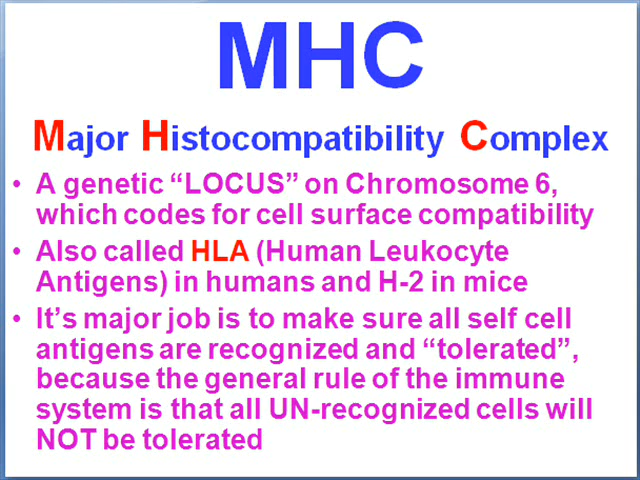 MHC
Major Histocompatibility Complex
• A genetic “LOCUS” on Chromosome 6,
which codes for cell surface compatibility
• Also called HLA (Human Leukocyte
Antigens) in humans and H-2 in mice
• It’s major job is to make sure all self cell
antigens are recognized and “tolerated”,
because the general rule of the immune
system is that all UN-recognized cells will
NOT be tolerated